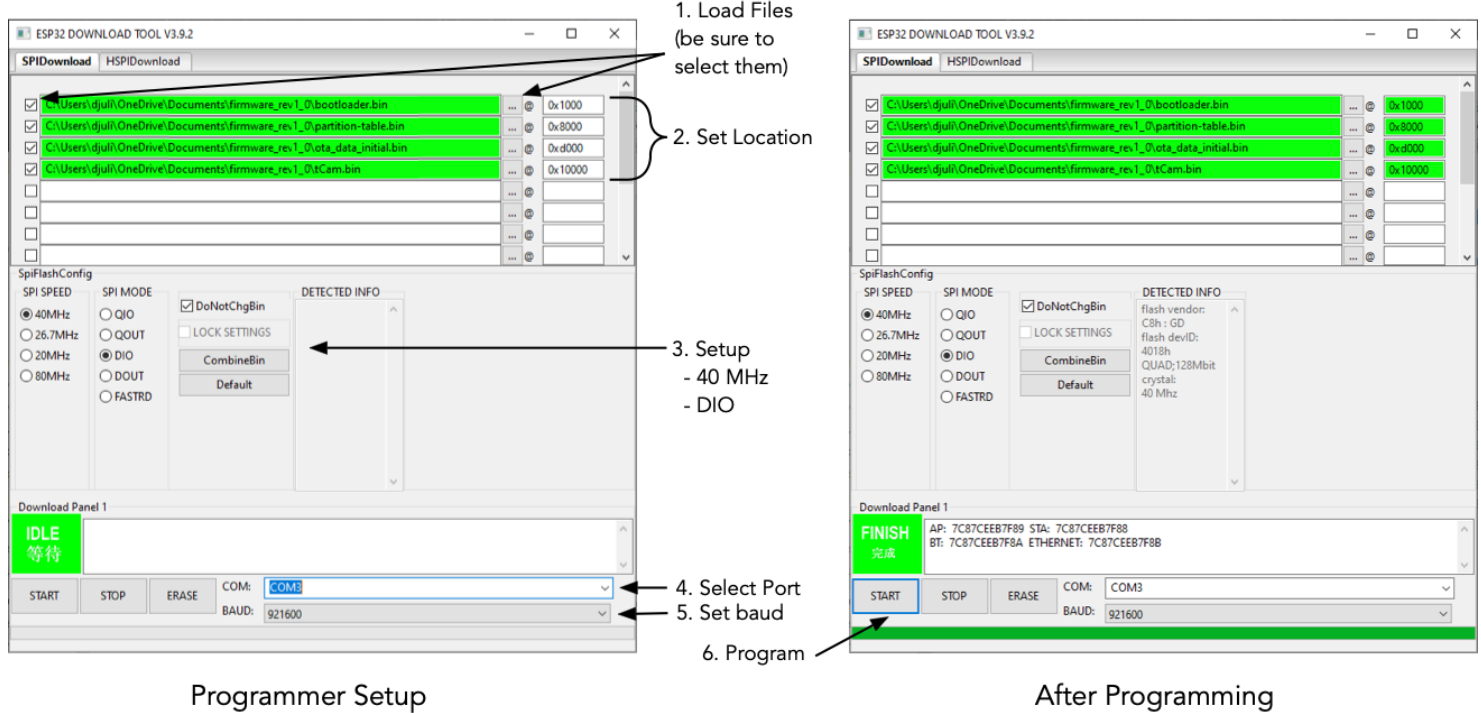 1. Load Files
(be sure to
select them)
ESP32 DOWNLOAD TOOL V3.9.2
SPIDownload HSPIDownload
C:\Users\djuli\OneDrive\Documents\firmware_rev1_0\bootloader.bin ... @ 0x1000
C:\Users\djuli\OneDrive\Documents\firmware_rev1_0\partition-table.bin ... @ 0x8000
C:\Users\djuli\OneDrive\Documents\firmware_rev1_0\ota_data_initial.bin ... @ 0xd000
C:\Users\djuli\OneDrive\Documents\firmware_rev1_0\tCam.bin ... @ 0x10000
... @
... @
... @
... @
2. Set Location
SpiFlashConfig
SPI SPEED
40MHz
26.7MHz
20MHz
80MHz
SPI MODE
QIO
QOUT
DIO
DOUT
FASTRD
DoNotChgBin
LOCK SETTINGS
CombineBin
Default
DETECTED INFO
3. Setup
- 40 MHz
- DIO
Download Panel 1
IDLE
等待
START STOP ERASE
COM: COM3
BAUD: 921600
4. Select Port
5. Set baud
6. Program
Programmer Setup
ESP32 DOWNLOAD TOOL V3.9.2
SPIDownload HSPIDownload
C:\Users\djuli\OneDrive\Documents\firmware_rev1_0\bootloader.bin ... @ 0x1000
C:\Users\djuli\OneDrive\Documents\firmware_rev1_0\partition-table.bin ... @ 0x8000
C:\Users\djuli\OneDrive\Documents\firmware_rev1_0\ota_data_initial.bin ... @ 0xd000
C:\Users\djuli\OneDrive\Documents\firmware_rev1_0\tCam.bin ... @ 0x10000
... @
... @
... @
... @
SpiFlashConfig
SPI SPEED
40MHz
26.7MHz
20MHz
80MHz
SPI MODE
QIO
QOUT
DIO
DOUT
FASTRD
DoNotChgBin
LOCK SETTINGS
CombineBin
Default
DETECTED INFO
flash vendor:
C8h : GD
flash devID:
4018h
QUAD;128Mbit
crystal:
40 Mhz
Download Panel 1
FINISH
完成
AP: 7C87CEEB7F89 STA: 7C87CEEB7F88
BT: 7C87CEEB7F8A ETHERNET: 7C87CEEB7F8B
START STOP ERASE
COM: COM3
BAUD: 921600
After Programming